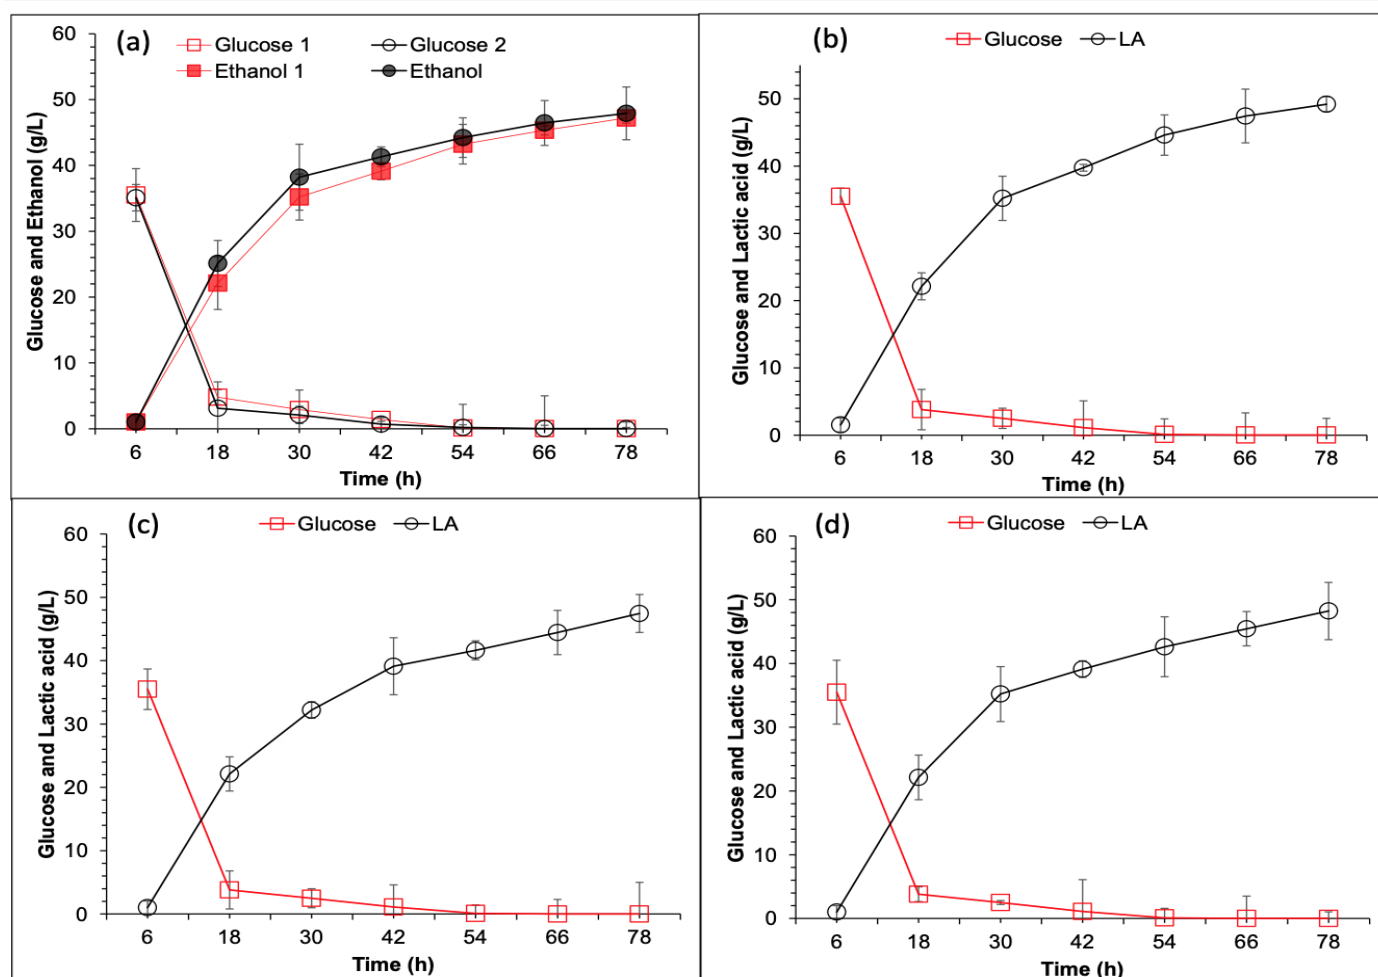 (a)
Glucose 1
Glucose 2
Ethanol 1
Ethanol
Glucose and Ethanol (g/L)
60
50
40
30
20
10
0
6 18 30 42 54 66 78
Time (h)
(b)
Glucose
LA
Glucose and Lactic acid (g/L)
50
40
30
20
10
0
6 18 30 42 54 66 78
Time (h)
(c)
Glucose
LA
Glucose and Lactic acid (g/L)
60
50
40
30
20
10
0
6 18 30 42 54 66 78
Time (h)
(d)
Glucose
LA
Glucose and Lactic acid (g/L)
60
50
40
30
20
10
0
6 18 30 42 54 66 78
Time (h)